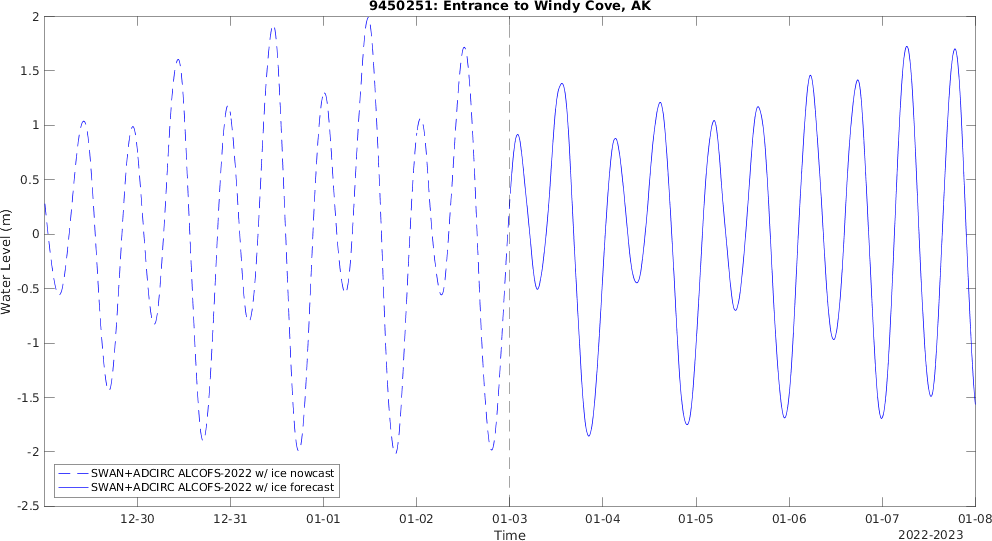 9450251: Entrance to Windy Cove, AK
2
1.5
1
0.5
0
-0.5
-1
-1.5
-2
-2.5
Water Level (m)
SWAN+ADCIRC ALCOFS-2022 w/ ice nowcast
SWAN+ADCIRC ALCOFS-2022 w/ ice forecast
12-30 12-31 01-01 01-02 01-03 01-04 01-05 01-06 01-07 01-08
Time
2022-2023